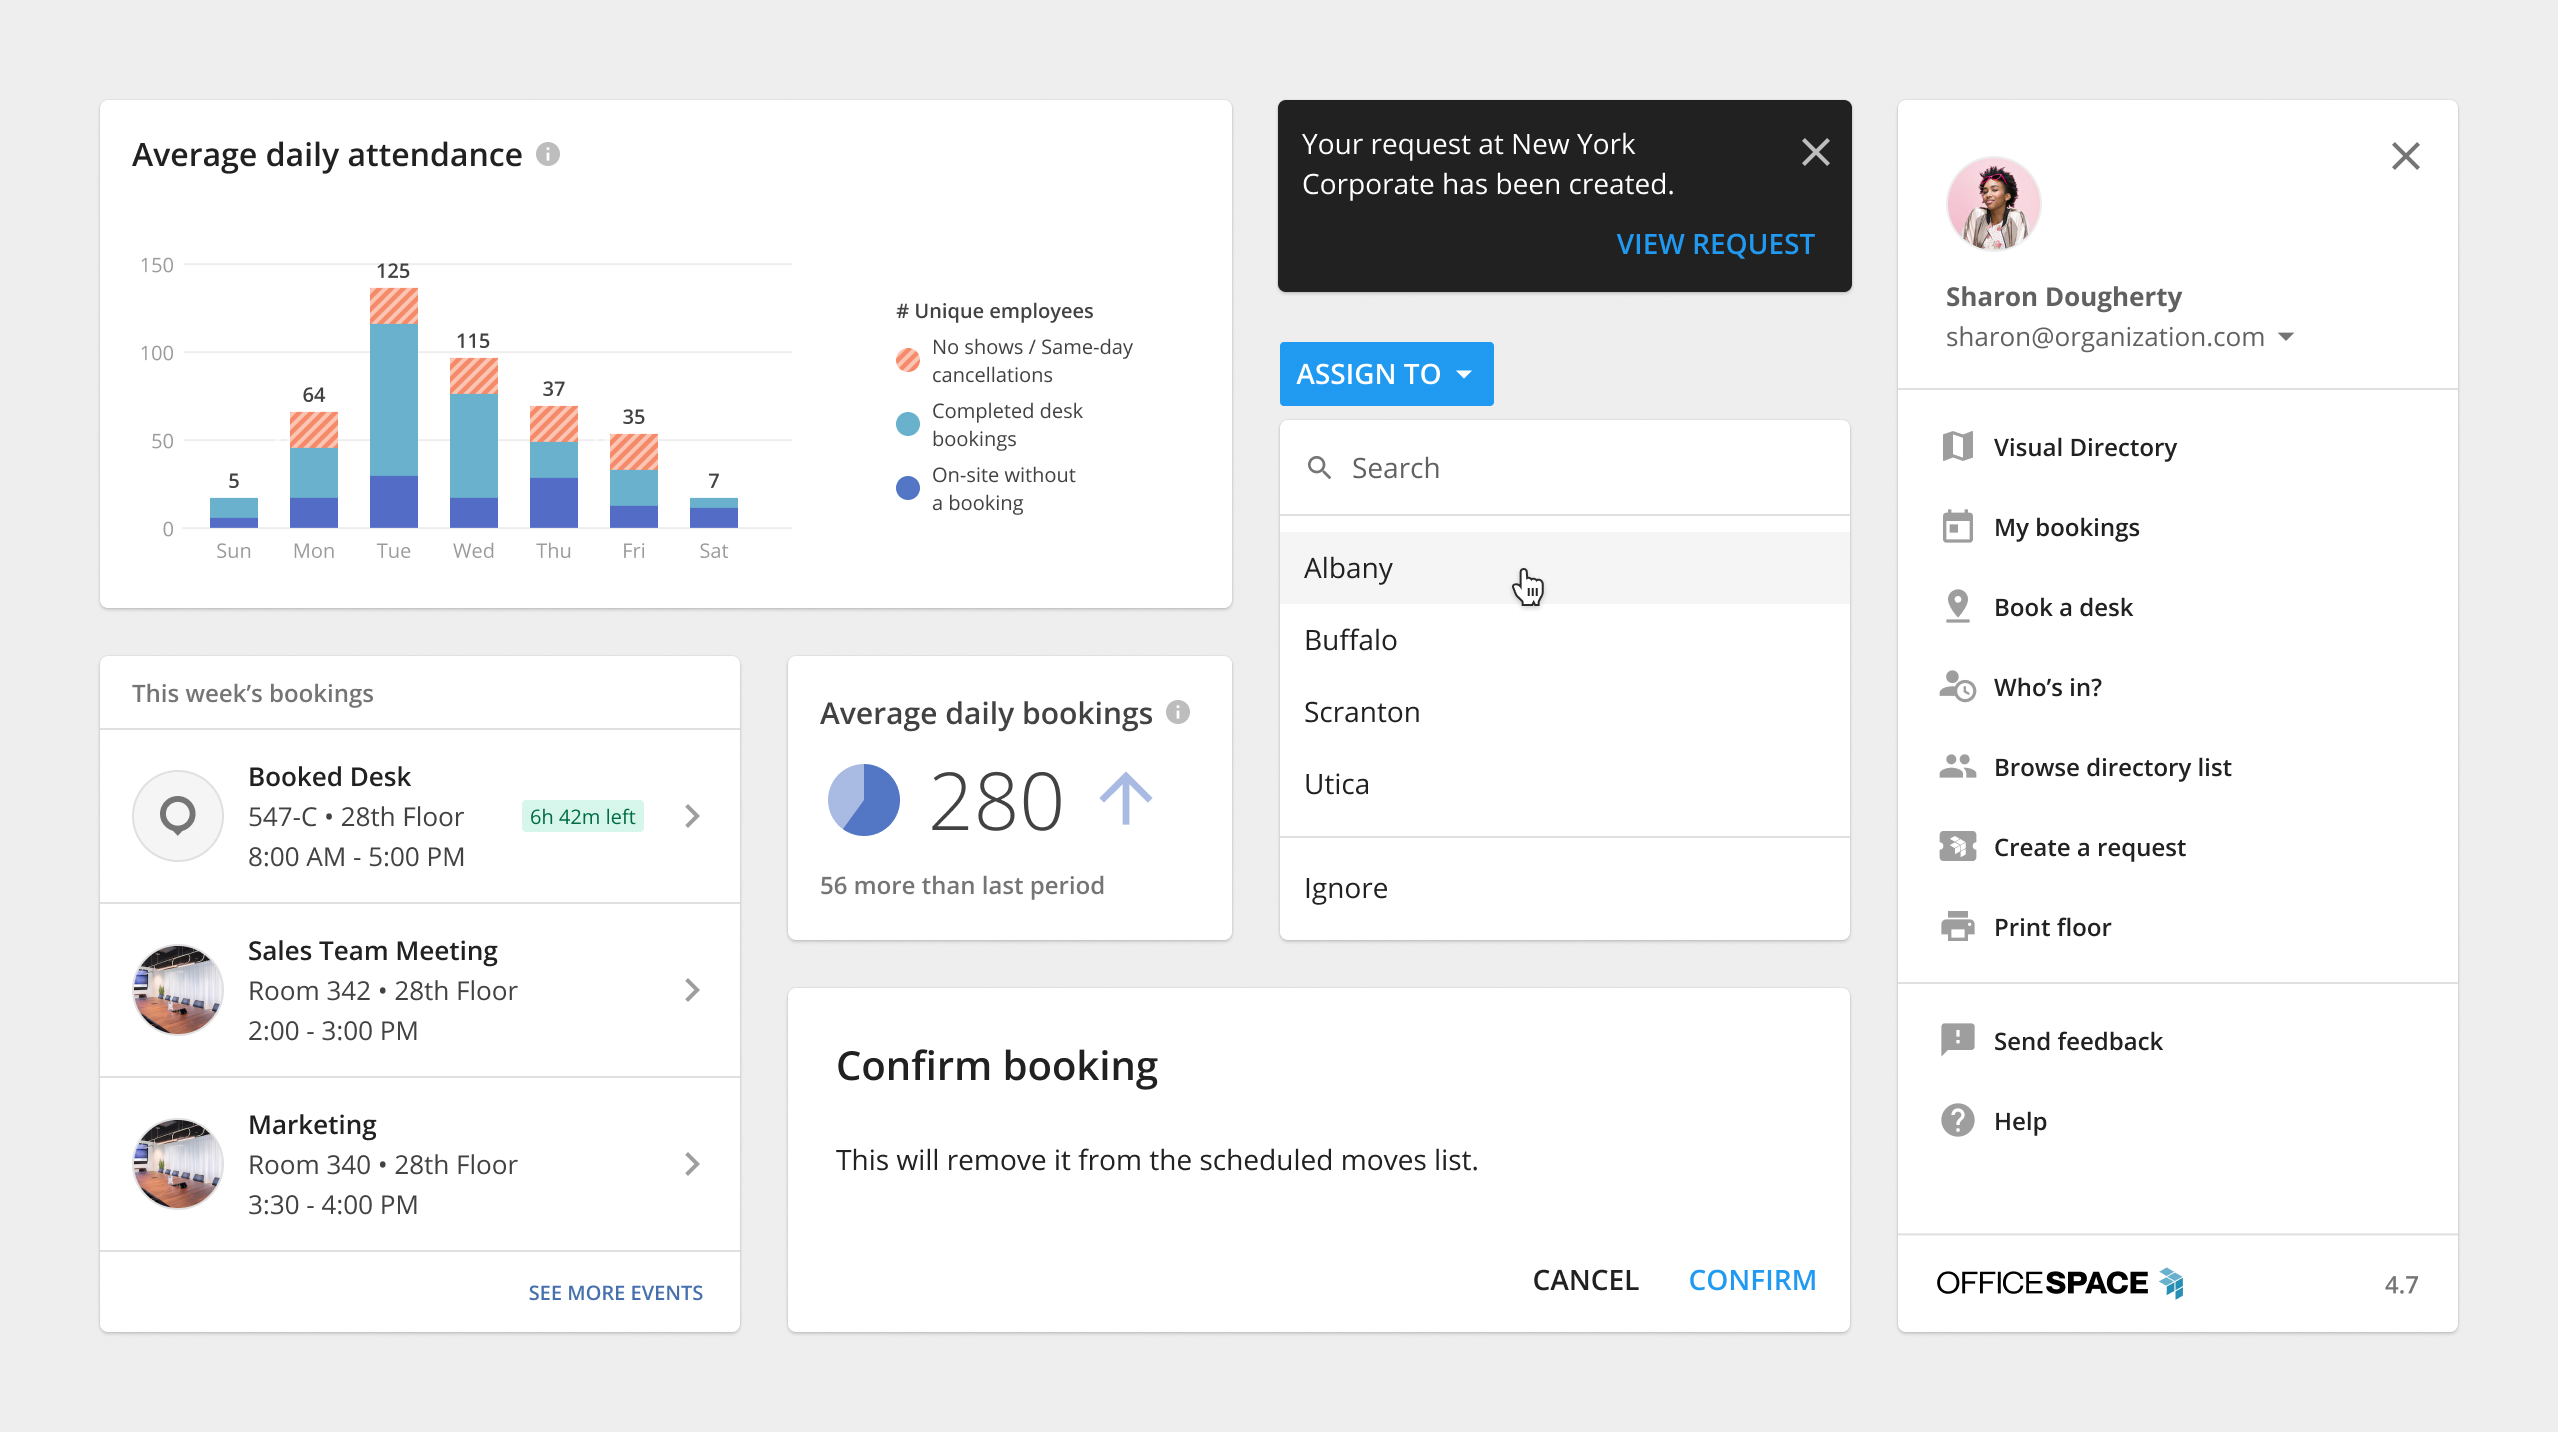 Average daily attendance
150
100
50
0
5
64
125
115
37
35
7
Sun
Mon
Tue
Wed
Thu
Fri
Sat
# Unique employees
No shows / Same-day
cancellations
Completed desk
bookings
On-site without
a booking
This week's bookings
Booked Desk
547-C • 28th Floor
8:00 AM - 5:00 PM
6h 42m left
Sales Team Meeting
Room 342 • 28th Floor
2:00 - 3:00 PM
Marketing
Room 340 • 28th Floor
3:30 - 4:00 PM
SEE MORE EVENTS
Average daily bookings
280
56 more than last period
Your request at New York
Corporate has been created.
VIEW REQUEST
ASSIGN TO
Search
Albany
Buffalo
Scranton
Utica
Ignore
Confirm booking
This will remove it from the scheduled moves list.
CANCEL
CONFIRM
Sharon Dougherty
sharon@organization.com
Visual Directory
My bookings
Book a desk
Who's in?
Browse directory list
Create a request
Print floor
Send feedback
Help
OFFICESPACE
4.7